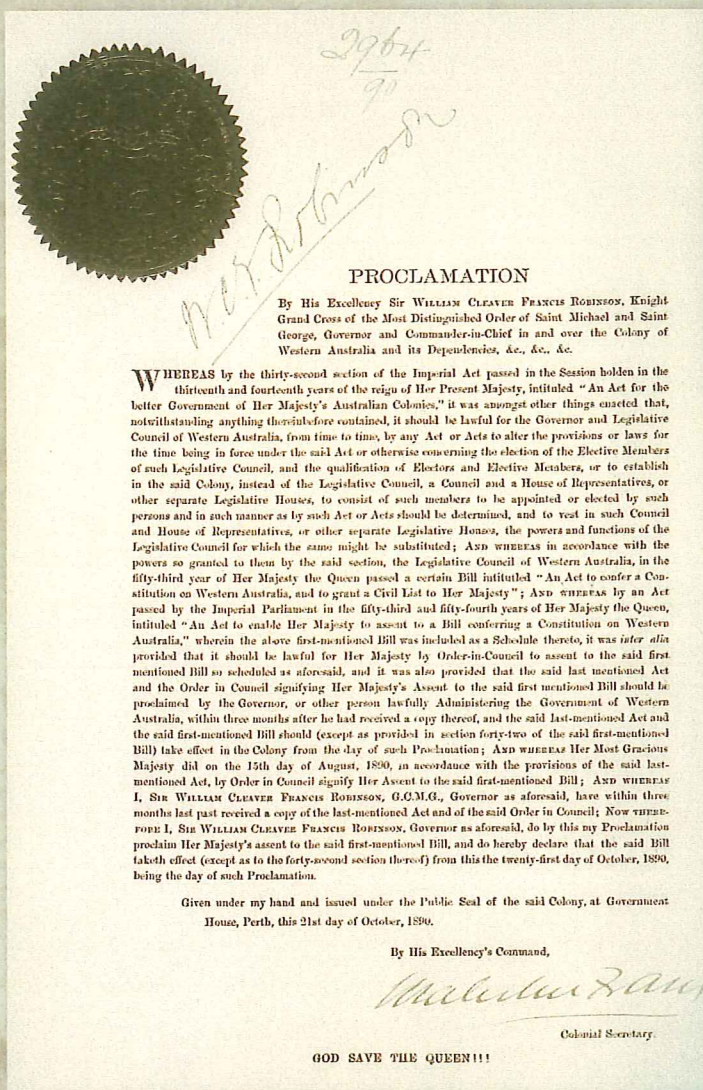 2964
90
W. C. F. Robinson
PROCLAMATION
By His Excellency Sir William Cleaver Francis Robinson, Knight
Grand Cross of the Most Distinguished Order of Saint Michael and Saint
George, Governor and Commander-in-Chief in and over the Colony of
Western Australia and its Dependencies, &c., &c., &c.
WHEREAS by the thirty-second section of the Imperial Act passed in the Session holden in the
thirteenth and fourteenth years of the reign of Her Present Majesty, intituled "An Act for the
better Government of Her Majesty's Australian Colonies," it was amongst other things enacted that,
notwithstanding anything thereinbefore contained, it should be lawful for the Governor and Legislative
Council of Western Australia, from time to time, by any Act or Acts to alter the provisions or laws for
the time being in force under the said Act or otherwise concerning the election of the Elective Members
of such Legislative Council, and the qualification of Electors and Elective Members, or to establish
in the said Colony, instead of the Legislative Council, a Council and a House of Representatives, or
other separate Legislative Houses, to consist of such members to be appointed or elected by such
persons and in such manner as by such Act or Acts should be determined, and to vest in such Council
and House of Representatives, or other separate Legislative Houses, the powers and functions of the
Legislative Council for which the same might be substituted; And whereas in accordance with the
powers so granted to them by the said section, the Legislative Council of Western Australia, in the
fifty-third year of Her Majesty the Queen passed a certain Bill intituled "An Act to confer a Con-
stitution on Western Australia, and to grant a Civil List to Her Majesty"; And whereas by an Act
passed by the Imperial Parliament in the fifty-third and fifty-fourth years of Her Majesty the Queen,
intituled "An Act to enable Her Majesty to assent to a Bill conferring a Constitution on Western
Australia," wherein the above first-mentioned Bill was included as a Schedule thereto, it was inter alia
provided that it should be lawful for Her Majesty by Order-in-Council to assent to the said first
mentioned Bill so scheduled as aforesaid, and it was also provided that the said last mentioned Act
and the Order in Council signifying Her Majesty's Assent to the said first mentioned Bill should be
proclaimed by the Governor, or other person lawfully Administering the Government of Western
Australia, within three months after he had received a copy thereof, and the said last-mentioned Act and
the said first-mentioned Bill should (except as provided in section forty-two of the said first-mentioned
Bill) take effect in the Colony from the day of such Proclamation; And whereas Her Most Gracious
Majesty did on the 15th day of August, 1890, in accordance with the provisions of the said last-
mentioned Act, by Order in Council signify Her Assent to the said first-mentioned Bill; And whereas
I, Sir William Cleaver Francis Robinson, G.C.M.G., Governor as aforesaid, have within three
months last past received a copy of the last-mentioned Act and of the said Order in Council; Now there-
fore I, Sir William Cleaver Francis Robinson, Governor as aforesaid, do by this my Proclamation
proclaim Her Majesty's assent to the said first-mentioned Bill, and do hereby declare that the said Bill
taketh effect (except as to the forty-second section thereof) from this the twenty-first day of October, 1890,
being the day of such Proclamation.
Given under my hand and issued under the Public Seal of the said Colony, at Government
House, Perth, this 21st day of October, 1890.
By His Excellency's Command,
Malcolm Fras
Colonial Secretary.
GOD SAVE THE QUEEN!!!